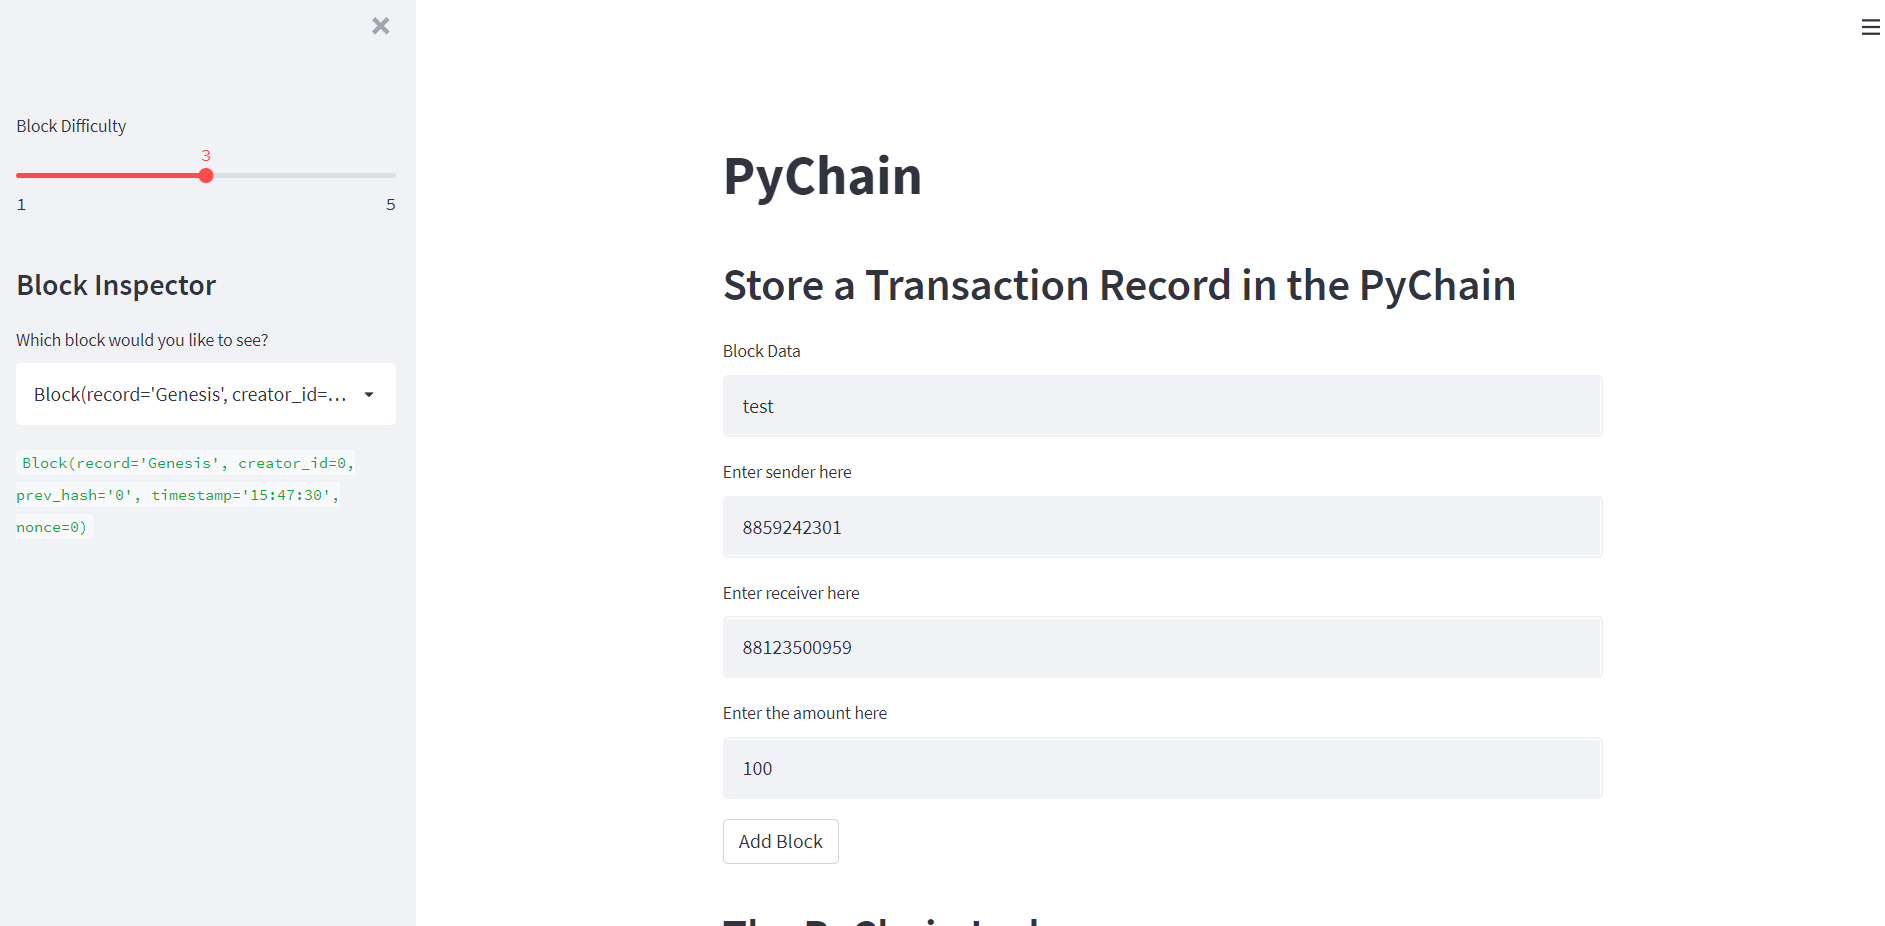 Block Difficulty
3
1
5
Block Inspector
Which block would you like to see?
Block(record='Genesis', creator_id=...
Block(record='Genesis', creator_id=0,
prev_hash='0', timestamp='15:47:30',
nonce=0)
PyChain
Store a Transaction Record in the PyChain
Block Data
test
Enter sender here
8859242301
Enter receiver here
88123500959
Enter the amount here
100
Add Block